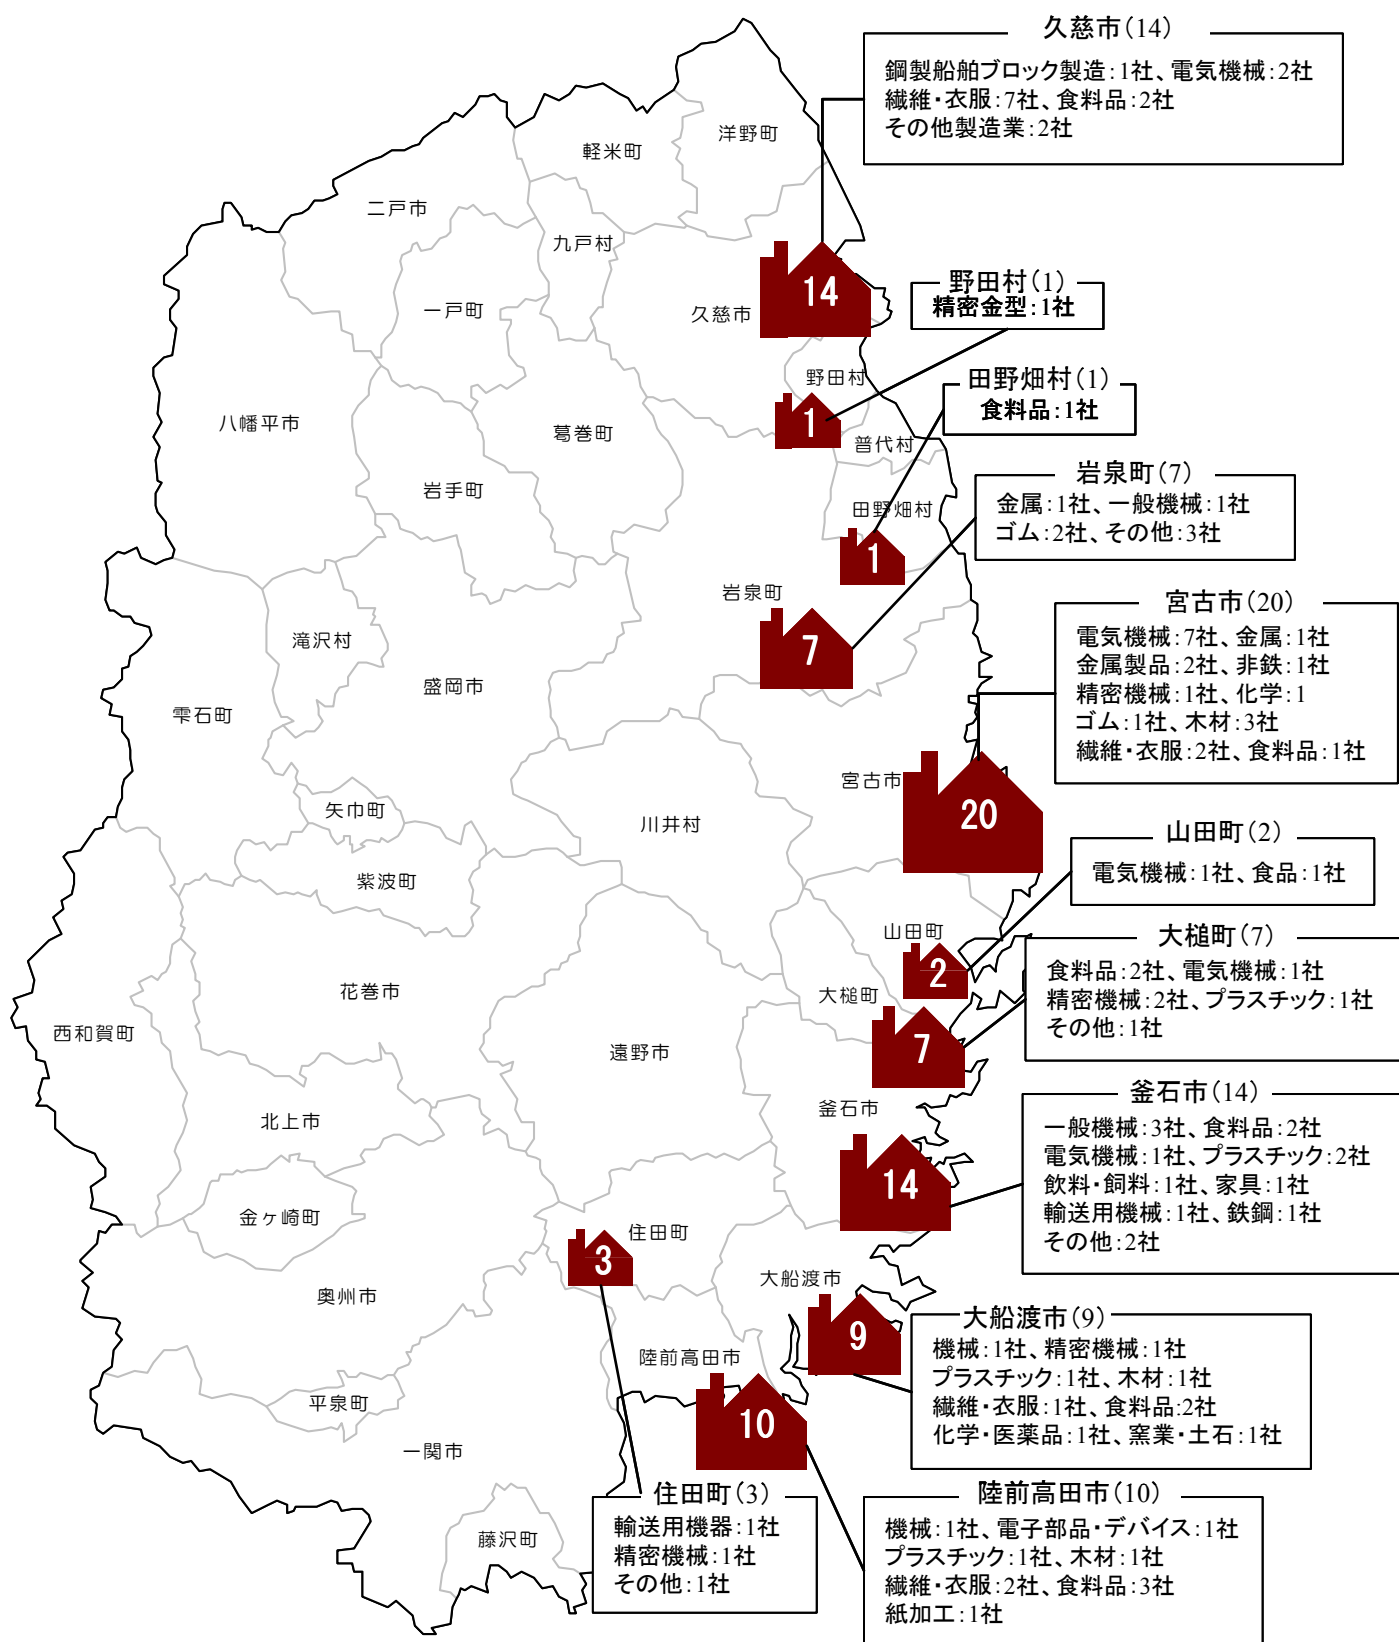 久慈市(14)
鋼製船舶ブロック製造:1社、電気機械:2社
繊維・衣服:7社、食料品:2社
その他製造業:2社
洋野町
軽米町
二戸市
九戸村
一戸町
久慈市
14
野田村(1)
精密金型:1社
野田村
1
田野畑村(1)
食料品:1社
八幡平市
葛巻町
普代村
岩手町
田野畑村
1
岩泉町(7)
金属:1社、一般機械:1社
ゴム:2社、その他:3社
岩泉町
7
宮古市(20)
電気機械:7社、金属:1社
金属製品:2社、非鉄:1社
精密機械:1社、化学:1
ゴム:1社、木材:3社
繊維・衣服:2社、食料品:1社
滝沢村
盛岡市
雫石町
宮古市
20
矢巾町
川井村
紫波町
山田町(2)
電気機械:1社、食品:1社
山田町
2
大槌町(7)
食料品:2社、電気機械:1社
精密機械:2社、プラスチック:1社
その他:1社
花巻市
大槌町
7
西和賀町
遠野市
釜石市(14)
一般機械:3社、食料品:2社
電気機械:1社、プラスチック:2社
飲料・飼料:1社、家具:1社
輸送用機械:1社、鉄鋼:1社
その他:2社
釜石市
14
北上市
金ヶ崎町
住田町
3
大船渡市
9
奥州市
大船渡市(9)
機械:1社、精密機械:1社
プラスチック:1社、木材:1社
繊維・衣服:1社、食料品:2社
化学・医薬品:1社、窯業・土石:1社
陸前高田市
10
平泉町
一関市
藤沢町
住田町(3)
輸送用機器:1社
精密機械:1社
その他:1社
陸前高田市(10)
機械:1社、電子部品・デバイス:1社
プラスチック:1社、木材:1社
繊維・衣服:2社、食料品:3社
紙加工:1社